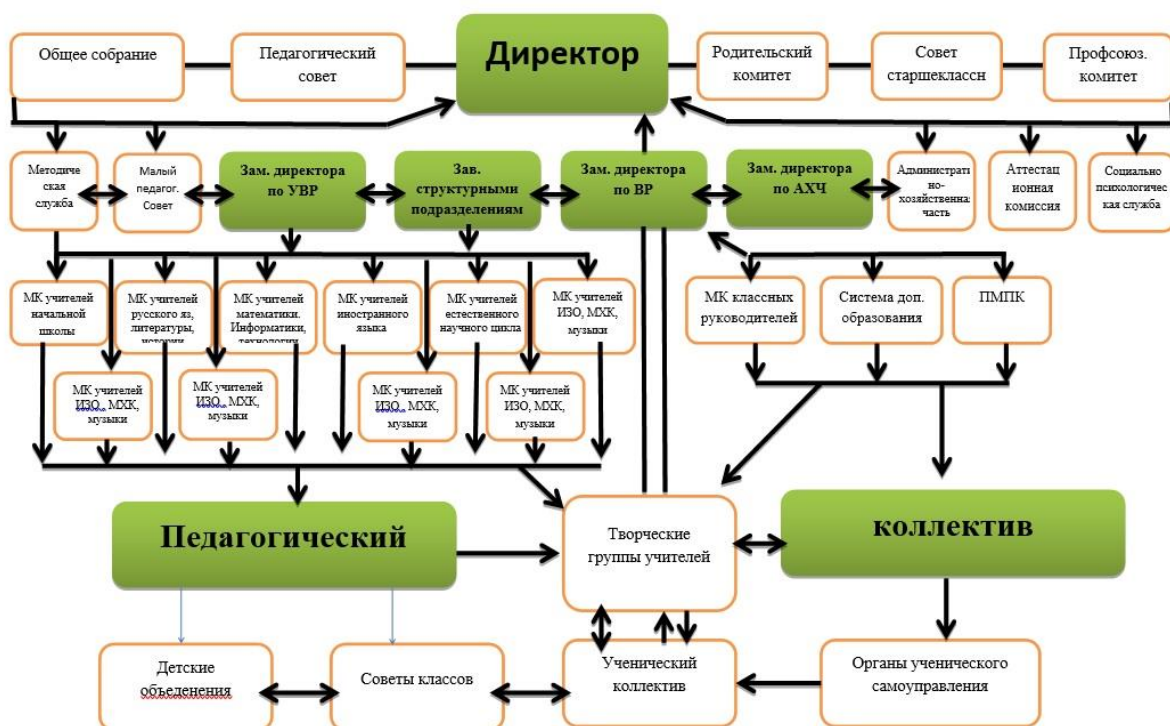 Общее собрание
Педагогический
совет
Директор
Родительский
комитет
Совет
старшеклассн
Профсоюз.
комитет
Методиче
ская
служба
Малый
педагог.
Совет
Зам. директора
по УВР
Зав.
структурными
подразделениям
Зам. директора
по ВР
Зам. директора
по АХЧ
Администрат
но-
хозяйственна
часть
Аттестац
ионная
комиссия
Социально
психологичес
кая служба
МК учителей
начальной
школы
МК учителей
русского яз,
литературы,
истории
МК учителей
математики.
Информатики,
технологии
МК учителей
иностранного
языка
МК учителей
естественного
научного цикла
МК учителей
ИЗО, МХК,
музыки
МК классных
руководителей
Система доп.
образования
ПМПК
МК учителей
ИЗО , МХК,
музыки
МК учителей
ИЗО , МХК,
музыки
МК учителей
ИЗО , МХК,
музыки
МК учителей
ИЗО, МХК,
музыки
Педагогический
Творческие
группы учителей
коллектив
Детские
объеденения
Советы классов
Ученический
коллектив
Органы ученического
самоуправления